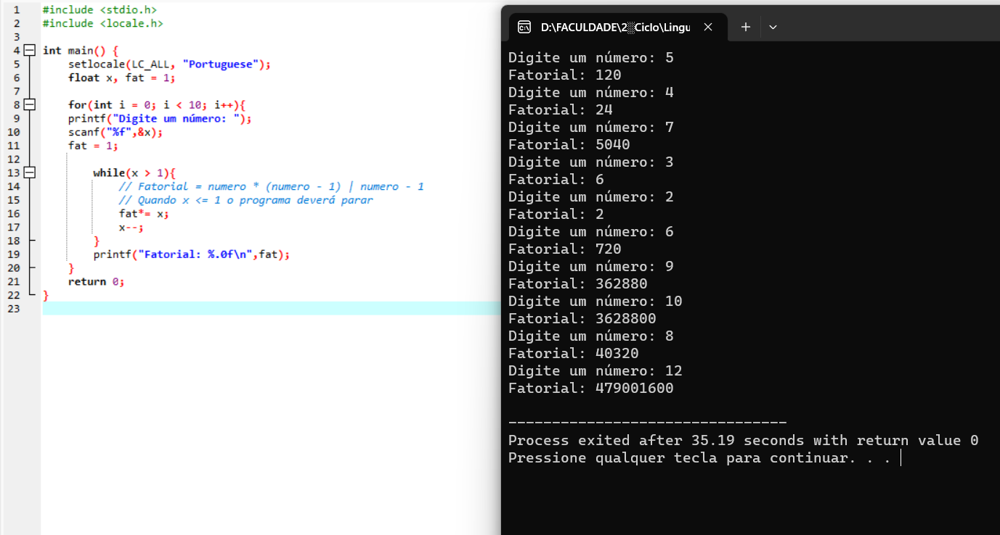 1 #include <stdio.h>
2 #include <locale.h>
3
4 int main() {
5 setlocale(LC_ALL, "Portuguese");
6 float x, fat = 1;
7
8 for(int i = 0; i < 10; i++){
9 printf("Digite um número: ");
10 scanf("%f",&x);
11 fat = 1;
12
13 while(x > 1){
14 // Fatorial = numero * (numero - 1) | numero - 1
15 // Quando x <= 1 o programa deverá parar
16 fat*= x;
17 x--;
18 }
19 printf("Fatorial: %.0f\n",fat);
20 }
21 return 0;
22 }
23
D:\FACULDADE\2░Ciclo\Lingu
Digite um número: 5
Fatorial: 120
Digite um número: 4
Fatorial: 24
Digite um número: 7
Fatorial: 5040
Digite um número: 3
Fatorial: 6
Digite um número: 2
Fatorial: 2
Digite um número: 6
Fatorial: 720
Digite um número: 9
Fatorial: 362880
Digite um número: 10
Fatorial: 3628800
Digite um número: 8
Fatorial: 40320
Digite um número: 12
Fatorial: 479001600
--------------------------------
Process exited after 35.19 seconds with return value 0
Pressione qualquer tecla para continuar. . .